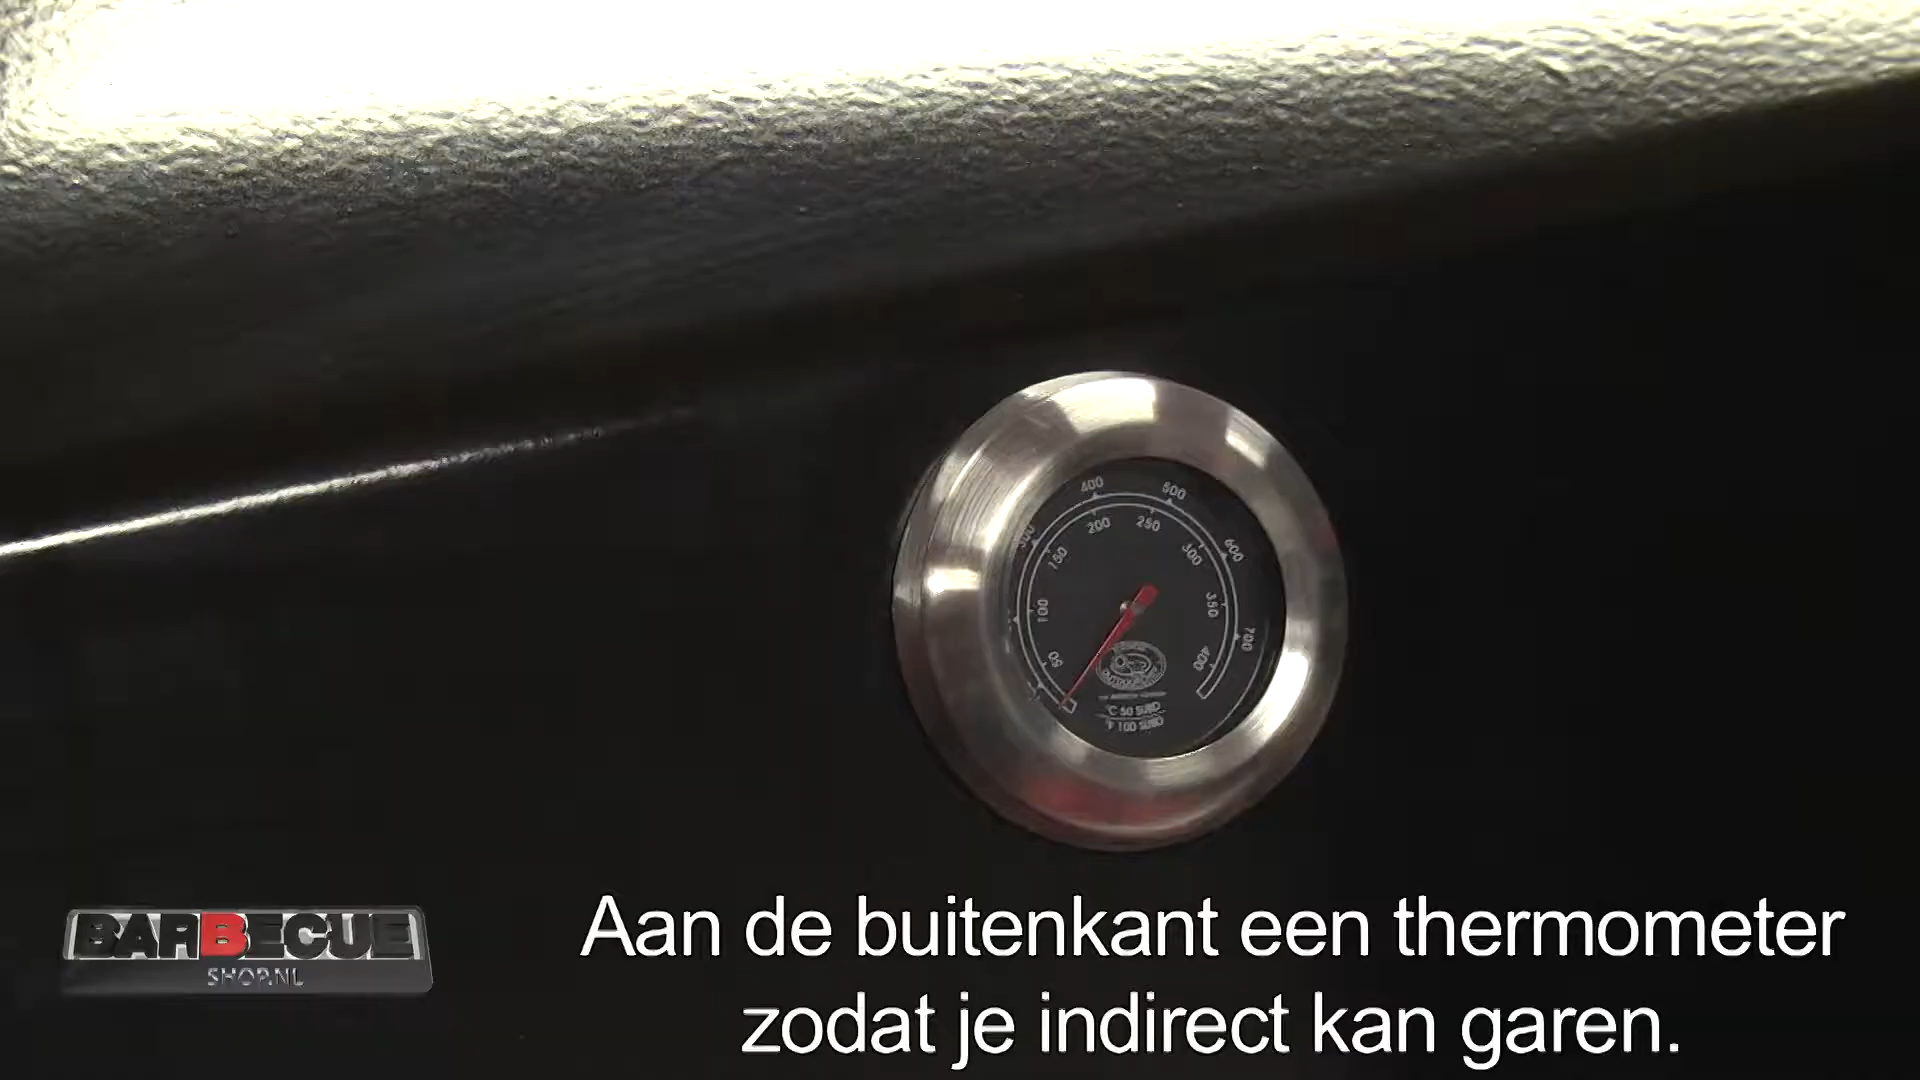 400
500
300
200
250
600
150
300
100
350
700
50
400
°C 50 SUBD
°F 100 SUBD
BARBECUE
SHOP.NL
Aan de buitenkant een thermometer
zodat je indirect kan garen.